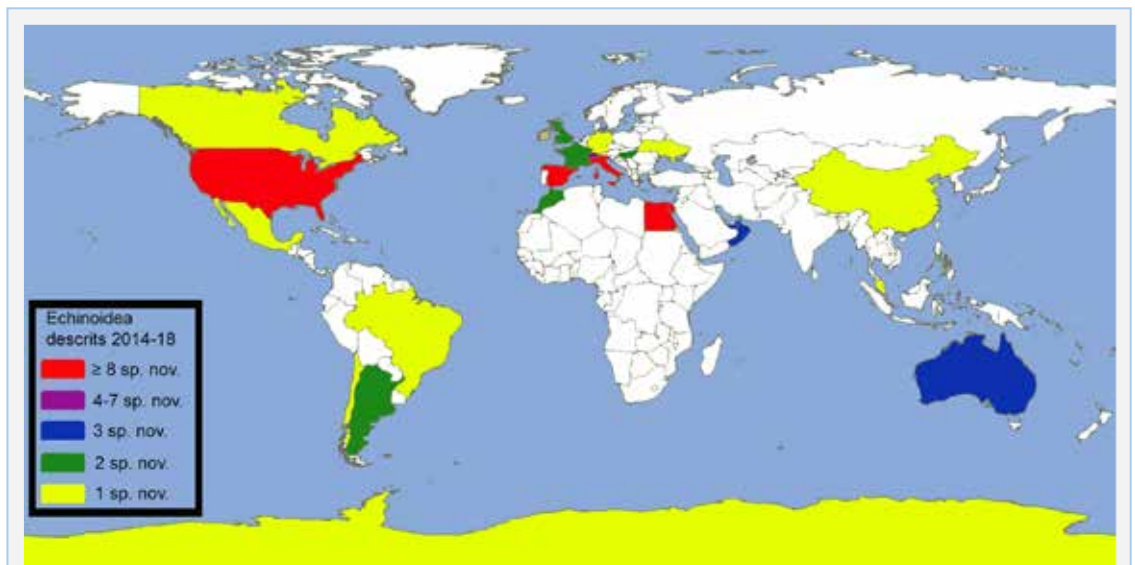 Echinoidea
descrits 2014-18
≥ 8 sp. nov.
4-7 sp. nov.
3 sp. nov.
2 sp. nov.
1 sp. nov.